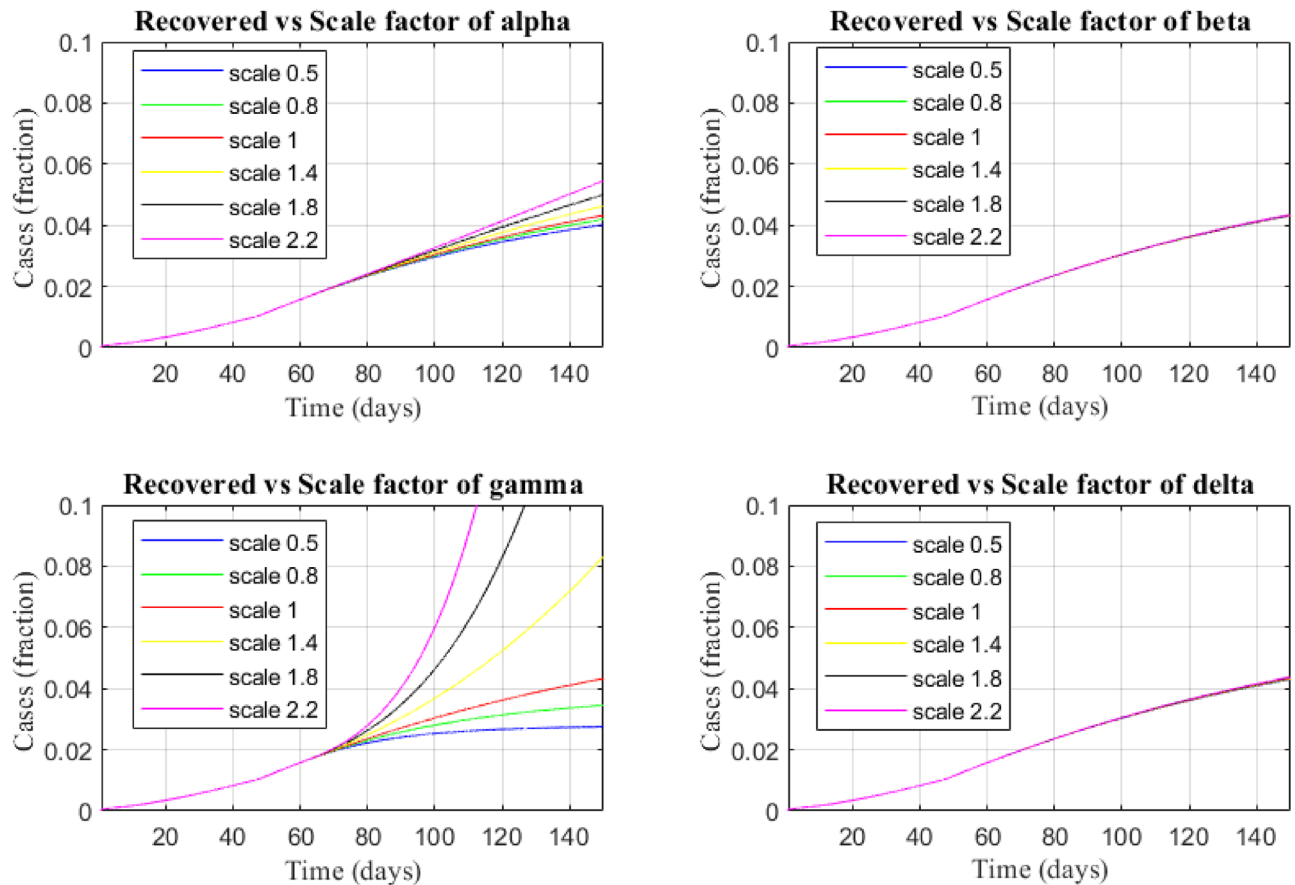 Recovered vs Scale factor of alpha
0.1
0.08
0.06
0.04
0.02
0
Cases (fraction)
scale 0.5
scale 0.8
scale 1
scale 1.4
scale 1.8
scale 2.2
20 40 60 80 100 120 140
Time (days)
Recovered vs Scale factor of beta
0.1
0.08
0.06
0.04
0.02
0
Cases (fraction)
scale 0.5
scale 0.8
scale 1
scale 1.4
scale 1.8
scale 2.2
20 40 60 80 100 120 140
Time (days)
Recovered vs Scale factor of gamma
0.1
0.08
0.06
0.04
0.02
0
Cases (fraction)
scale 0.5
scale 0.8
scale 1
scale 1.4
scale 1.8
scale 2.2
20 40 60 80 100 120 140
Time (days)
Recovered vs Scale factor of delta
0.1
0.08
0.06
0.04
0.02
0
Cases (fraction)
scale 0.5
scale 0.8
scale 1
scale 1.4
scale 1.8
scale 2.2
20 40 60 80 100 120 140
Time (days)